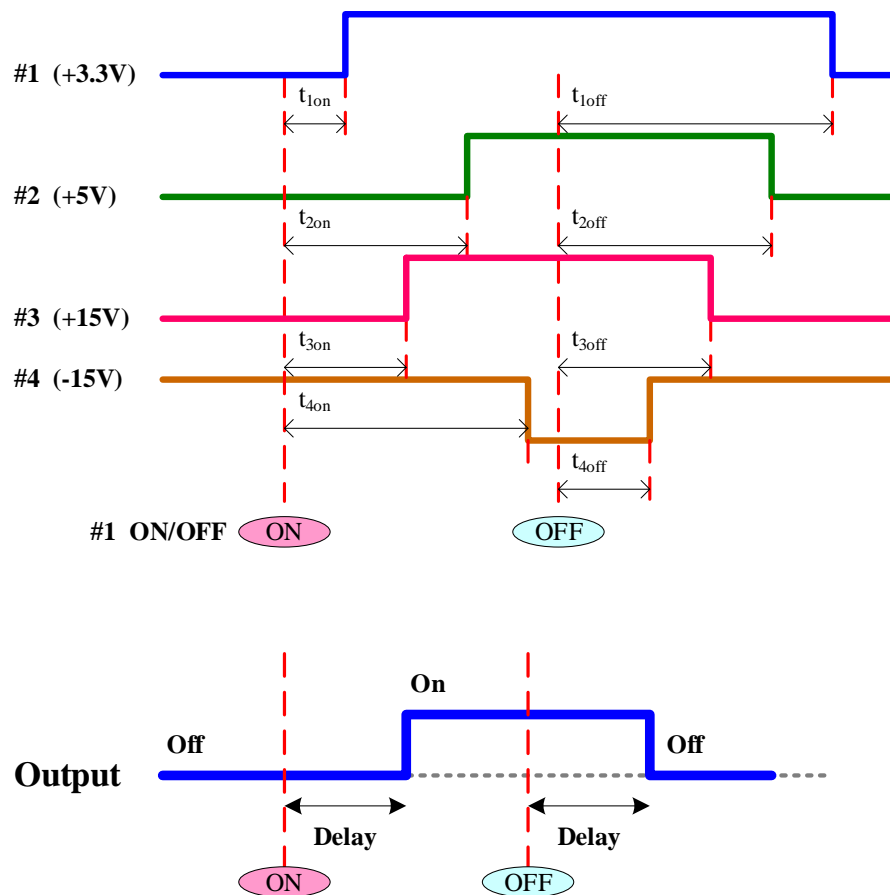 #1 (+3.3V)
t1on
t1off
#2 (+5V)
t2on
t2off
#3 (+15V)
t3on
t3off
#4 (-15V)
t4on
t4off
#1 ON/OFF
ON
OFF
On
Off
Off
Output
Delay
Delay
ON
OFF